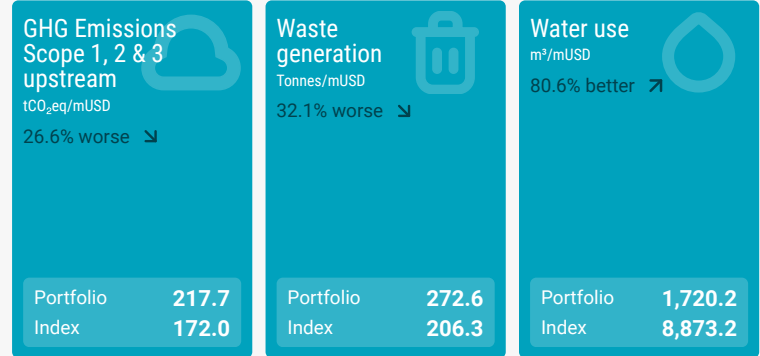 GHG Emissions
Scope 1, 2 & 3
upstream
tCO₂eq/mUSD
26.6% worse
Portfolio 217.7
Index 172.0
Waste
generation
Tonnes/mUSD
32.1% worse
Portfolio 272.6
Index 206.3
Water use
m³/mUSD
80.6% better
Portfolio 1,720.2
Index 8,873.2